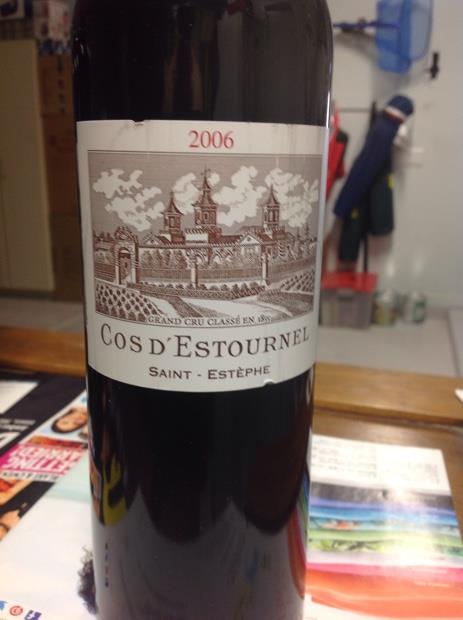 2006
GRAND CRU CLASSÉ EN 1855
COS D'ESTOURNEL
SAINT - ESTÈPHE